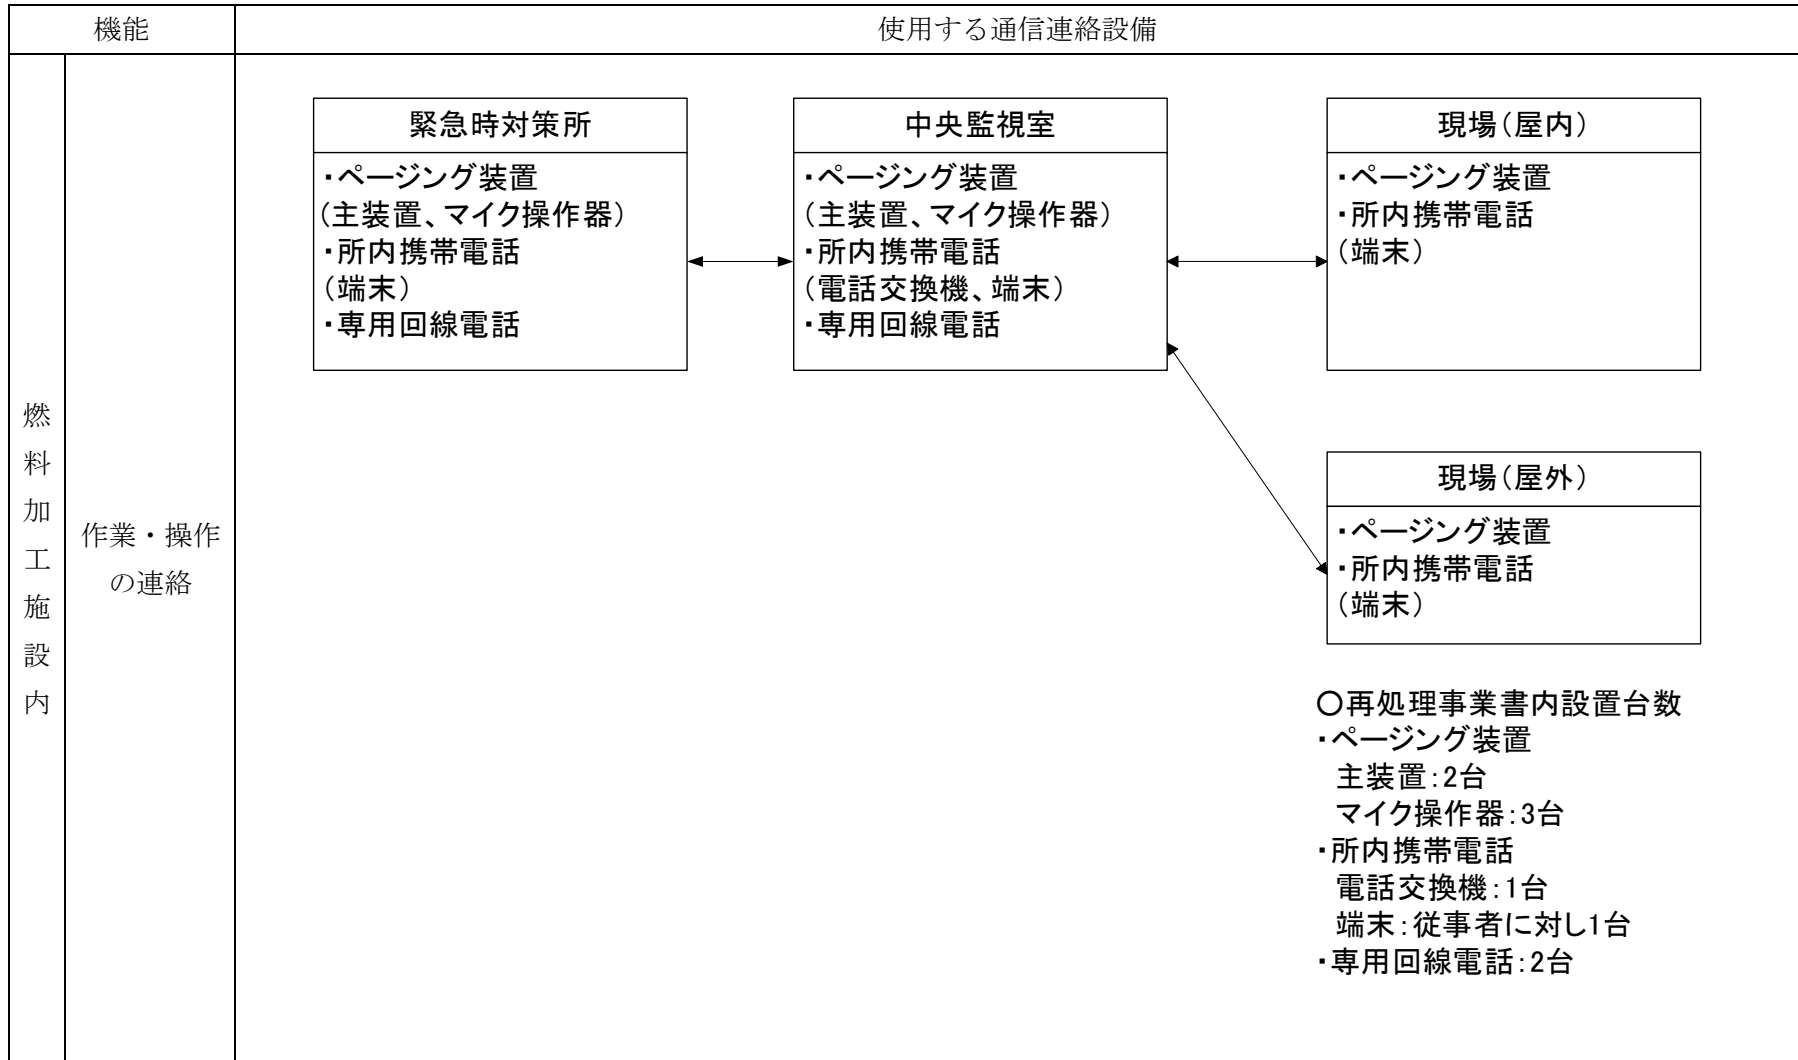 機能
使用する通信連絡設備
燃料加工施設内
作業・操作
の連絡
緊急時対策所
・ページング装置
(主装置、マイク操作器)
・所内携帯電話
(端末)
・専用回線電話
中央監視室
・ページング装置
(主装置、マイク操作器)
・所内携帯電話
(電話交換機、端末)
・専用回線電話
現場(屋内)
・ページング装置
・所内携帯電話
(端末)
現場(屋外)
・ページング装置
・所内携帯電話
(端末)
○再処理事業書内設置台数
・ページング装置
主装置:2台
マイク操作器:3台
・所内携帯電話
電話交換機:1台
端末:従事者に対し1台
・専用回線電話:2台